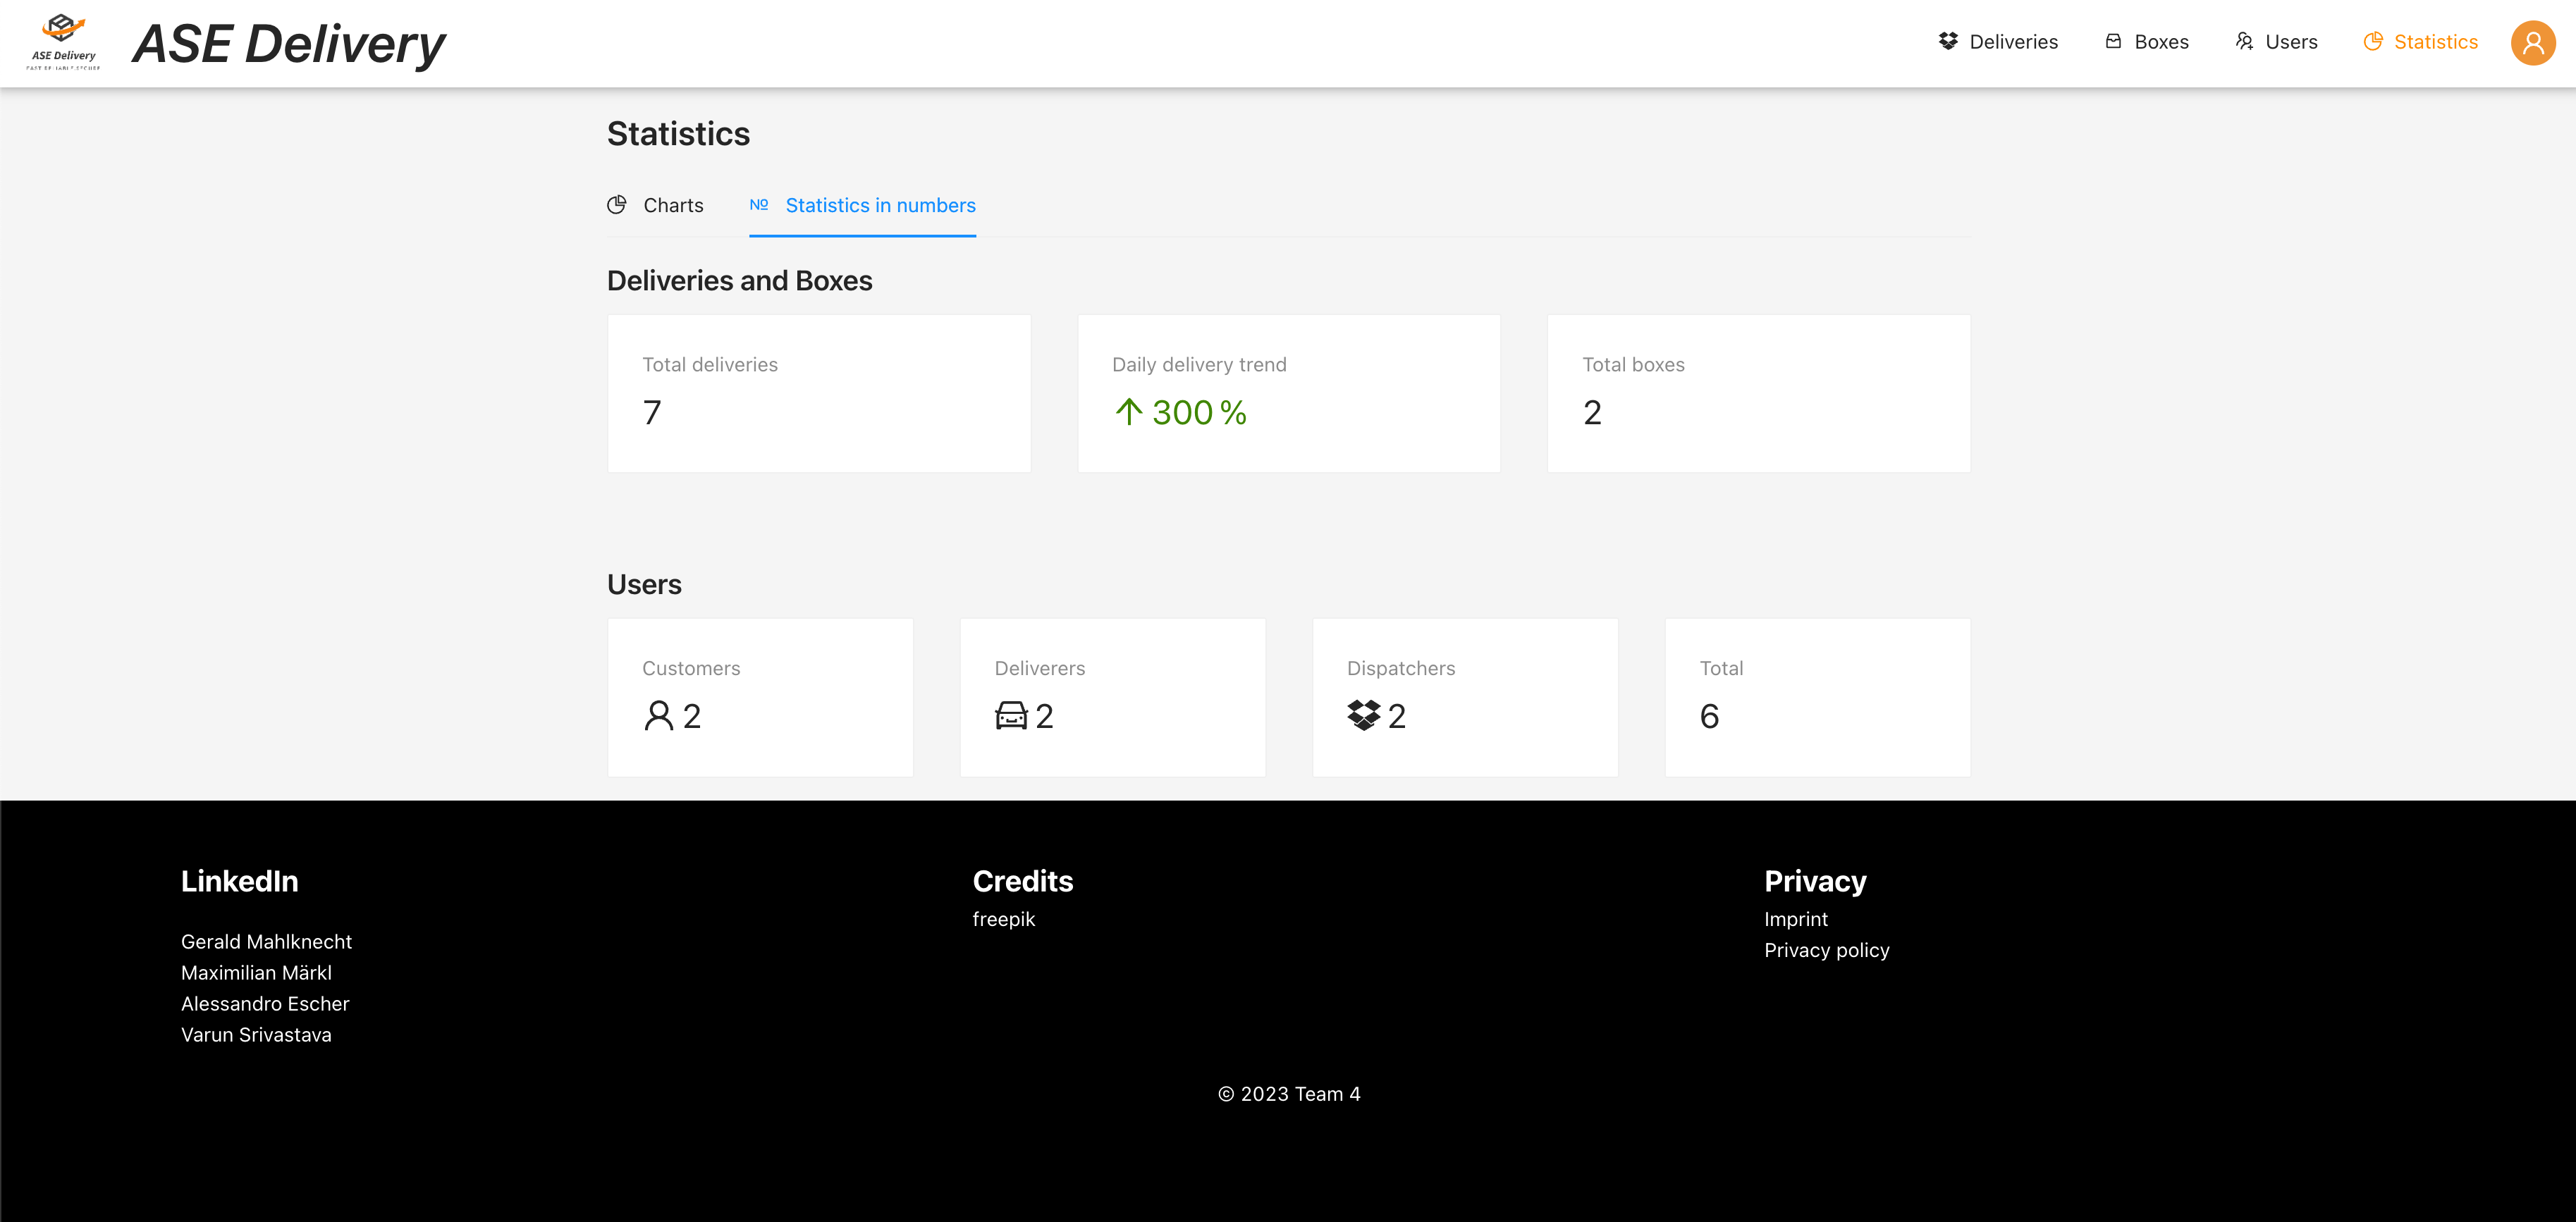 ASE Delivery
ASE Delivery
Deliveries
Boxes
Users
Statistics
Statistics
Charts
Nº Statistics in numbers
Deliveries and Boxes
Total deliveries
7
Daily delivery trend
300 %
Total boxes
2
Users
Customers
2
Deliverers
2
Dispatchers
2
Total
6
LinkedIn
Gerald Mahlknecht
Maximilian Märkl
Alessandro Escher
Varun Srivastava
Credits
freepik
Privacy
Imprint
Privacy policy
© 2023 Team 4